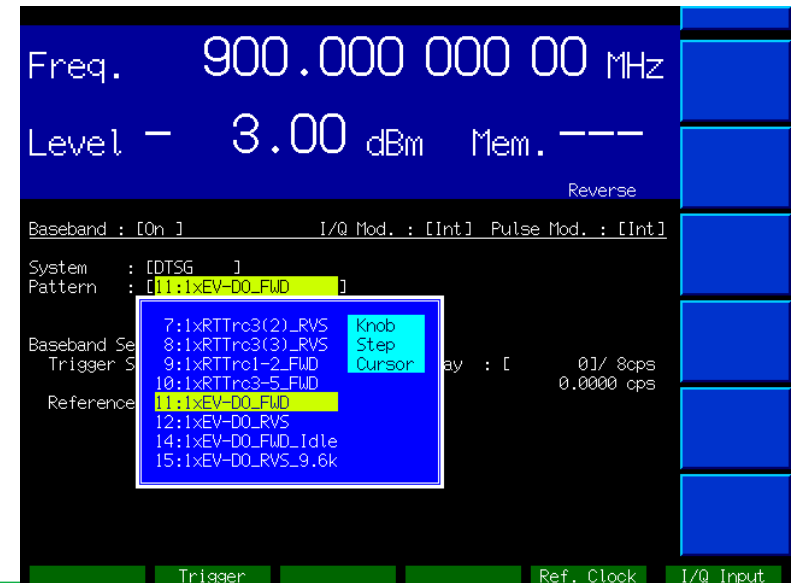 Freq. 900.000 000 00 MHz
Level - 3.00 dBm Mem. ---
Reverse
Baseband : [On ] I/Q Mod. : [Int] Pulse Mod. : [Int]
System : [DTSG ]
Pattern : [11:1xEV-DO_FWD ]
7:1xRTTrc3(2)_RVS Knob
Baseband Se 8:1xRTTrc3(3)_RVS Step
Trigger S 9:1xRTTrc1-2_FWD Cursor ay : [ 0]/ 8cps
10:1xRTTrc3-5_FWD 0.0000 cps
Reference 11:1xEV-DO_FWD
12:1xEV-DO_RVS
14:1xEV-DO_FWD_Idle
15:1xEV-DO_RVS_9.6k
Trigger Ref. Clock I/Q Input